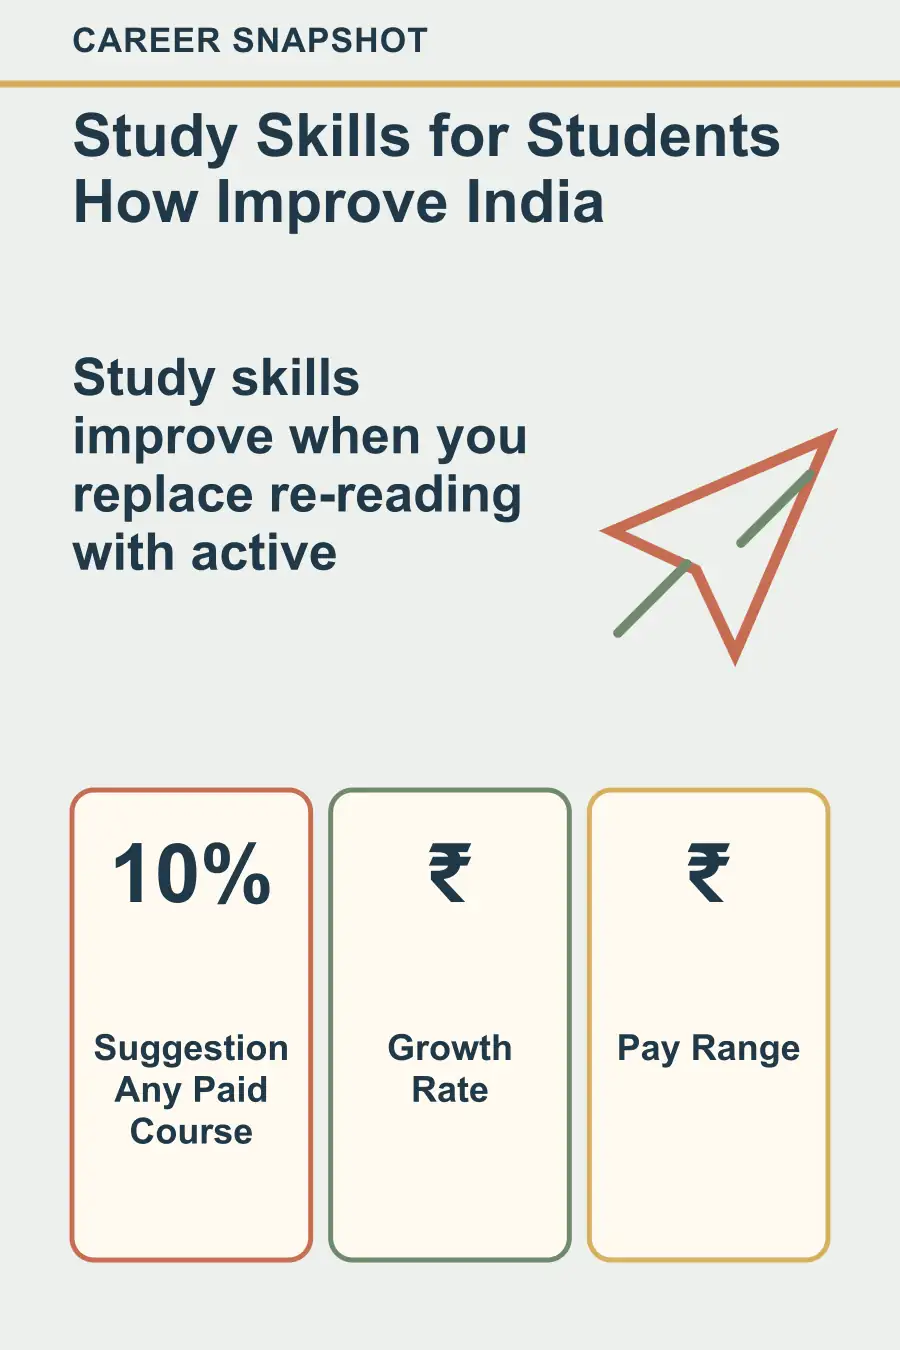 CAREER SNAPSHOT
Study Skills for Students
How Improve India
Study skills
improve when you
replace re-reading
with active
10%
Suggestion
Any Paid
Course
₹
Growth
Rate
₹
Pay Range